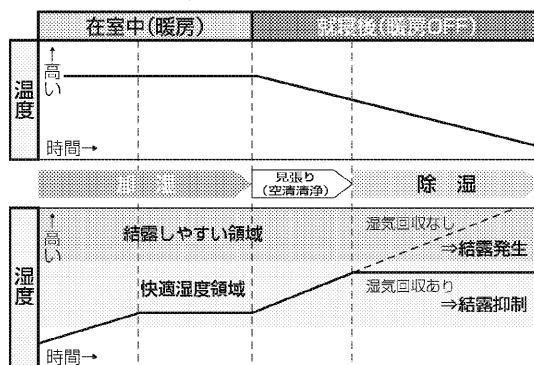 在室中(暖房)
就寝後(暖房OFF)
温度
↑高い
時間→
加湿
見張り
(空清清浄)
除湿
湿度
↑高い
結露しやすい領域
湿気回収なし
⇒結露発生
快適湿度領域
湿気回収あり
⇒結露抑制
時間→